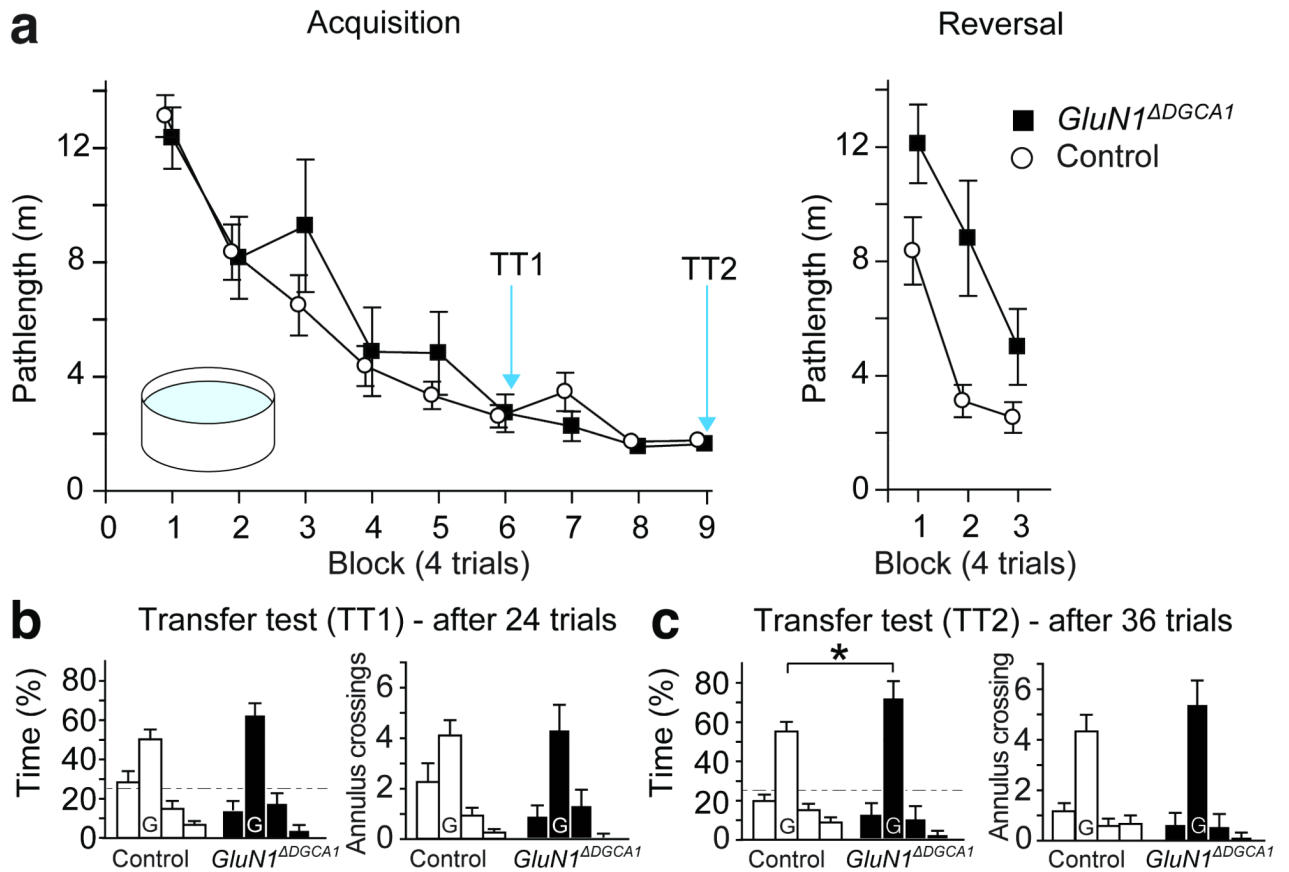 a
Acquisition
Reversal
Pathlength (m)
12
8
4
0
0 1 2 3 4 5 6 7 8 9
Block (4 trials)
TT1
TT2
Pathlength (m)
12
8
4
0
1 2 3
Block (4 trials)
GluN1ΔDGCA1
Control
b
Transfer test (TT1) - after 24 trials
Time (%)
80
60
40
20
0
G
G
Control GluN1ΔDGCA1
Annulus crossings
6
4
2
0
G
G
Control GluN1ΔDGCA1
c
Transfer test (TT2) - after 36 trials
Time (%)
80
60
40
20
0
*
G
G
Control GluN1ΔDGCA1
Annulus crossing
6
4
2
0
G
G
Control GluN1ΔDGCA1